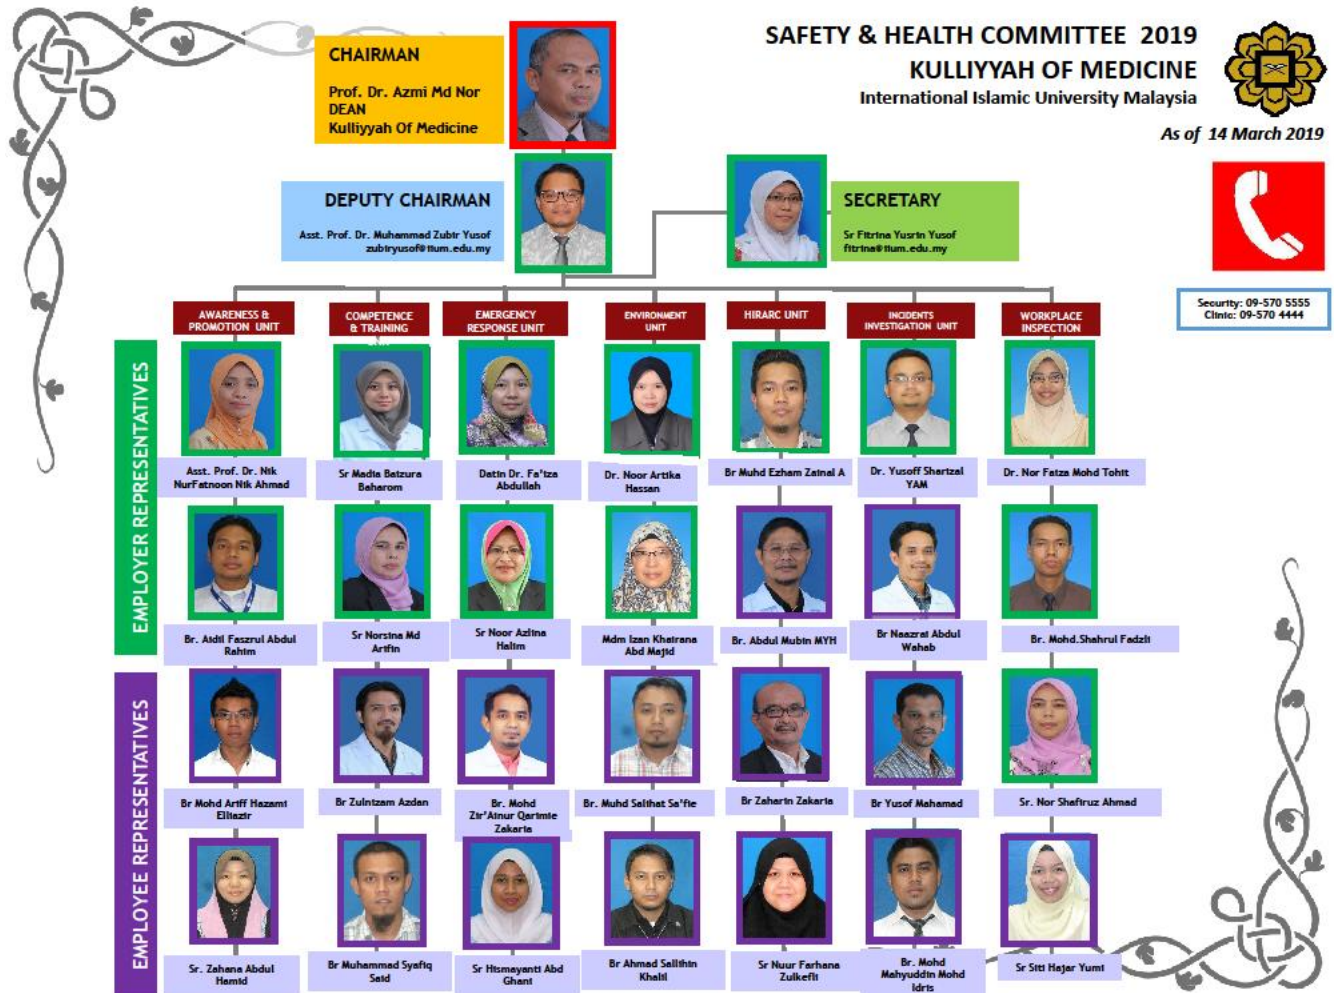 SAFETY & HEALTH COMMITTEE 2019
KULLIYYAH OF MEDICINE
International Islamic University Malaysia
As of 14 March 2019
CHAIRMAN
Prof. Dr. Azmi Md Nor
DEAN
Kulliyyah Of Medicine
DEPUTY CHAIRMAN
Asst. Prof. Dr. Muhammad Zubir Yusof
zubiryusof@iium.edu.my
SECRETARY
Sr Fitrina Yusrin Yusof
fitrina@iium.edu.my
Security: 09-570 5555
Clinic: 09-570 4444
AWARENESS &
PROMOTION UNIT
COMPETENCE
& TRAINING
EMERGENCY
RESPONSE UNIT
ENVIRONMENT
UNIT
HIRARC UNIT
INCIDENTS
INVESTIGATION UNIT
WORKPLACE
INSPECTION
EMPLOYER REPRESENTATIVES
Asst. Prof. Dr. Nik
NurFatnoon Nik Ahmad
Sr Madia Baizura
Baharom
Datin Dr. Fa'iza
Abdullah
Dr. Noor Artika
Hassan
Br Muhd Ezham Zainal A
Dr. Yusoff Sharizal
YAM
Dr. Nor Faiza Mohd Tohit
Br. Aidil Faszrul Abdul
Rahim
Sr Norsina Md
Arifin
Sr Noor Azlina
Halim
Mdm Izan Khairana
Abd Majid
Br. Abdul Mubin MYH
Br Naazrai Abdul
Wahab
Br. Mohd.Shahrul Fadzli
EMPLOYEE REPRESENTATIVES
Br Mohd Ariff Hazami
Elliazir
Br Zulnizam Azdan
Br. Mohd
Zir'Ainur Qarimie
Zakaria
Br. Muhd Salihat Sa'fie
Br Zaharin Zakaria
Br Yusof Mahamad
Sr. Nor Shafiruz Ahmad
Sr. Zahana Abdul
Hamid
Br Muhammad Syafiq
Said
Sr Hismayanti Abd
Ghani
Br Ahmad Sallihin
Khalil
Sr Nuur Farhana
Zulkefli
Br. Mohd
Mahyuddin Mohd
Idris
Sr Siti Hajar Yumi